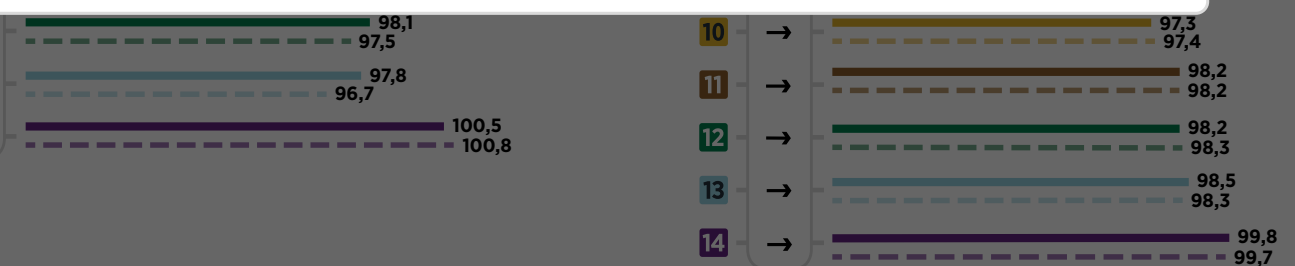 98,1
97,5
97,8
96,7
100,5
100,8
10 → 97,3
97,4
11 → 98,2
98,2
12 → 98,2
98,3
13 → 98,5
98,3
14 → 99,8
99,7